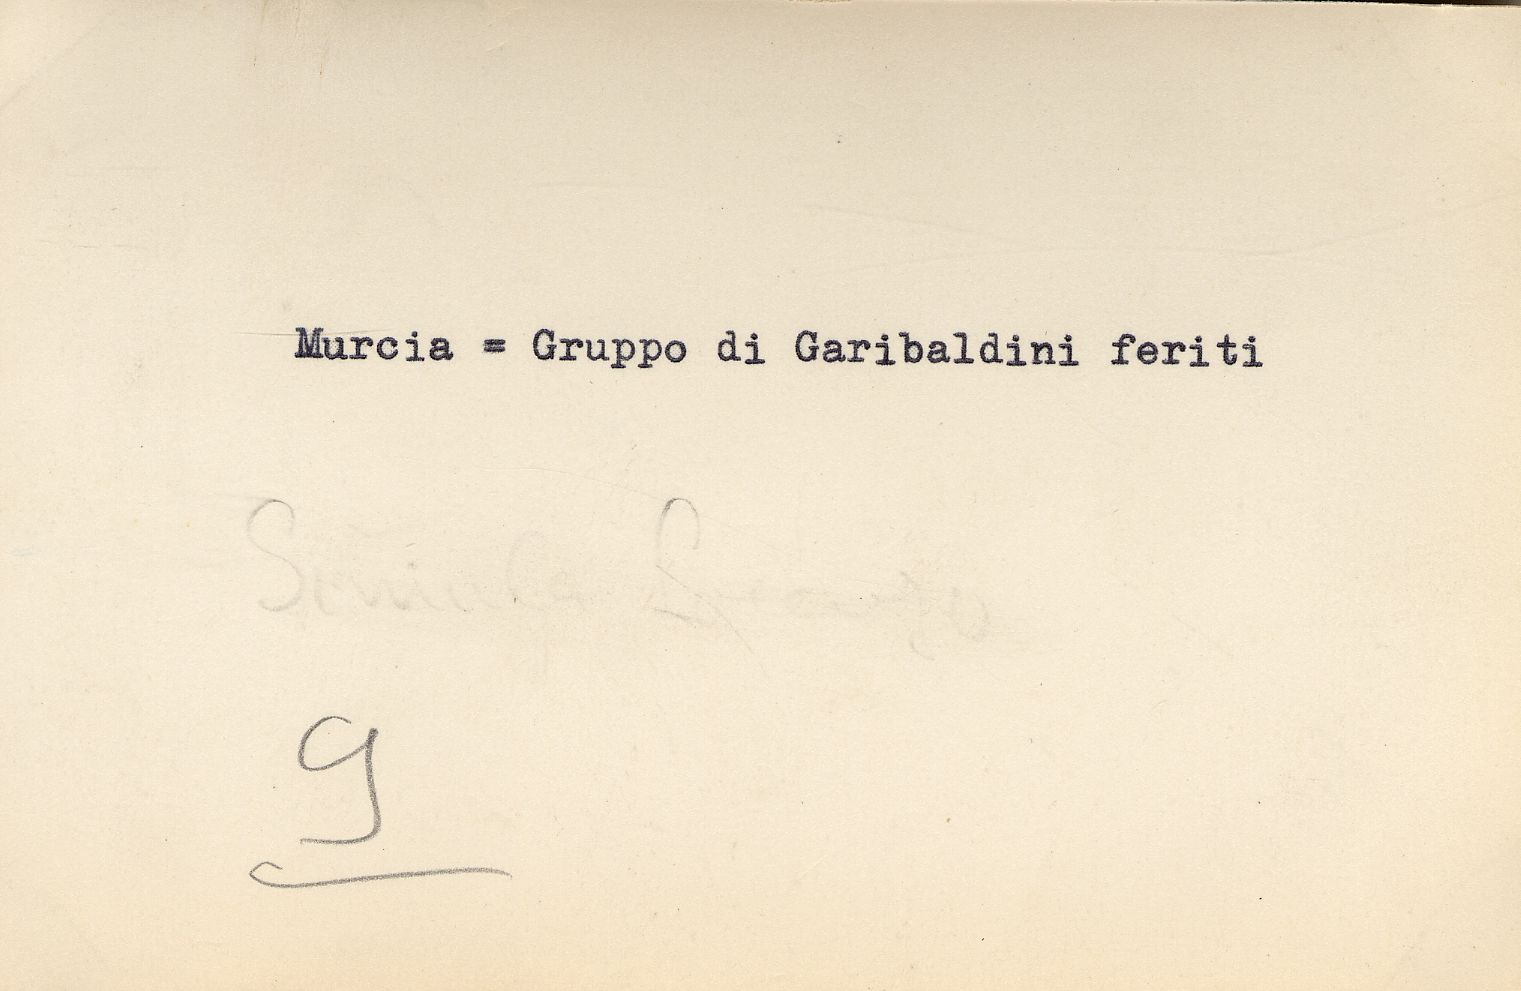 Murcia = Gruppo di Garibaldini feriti
9